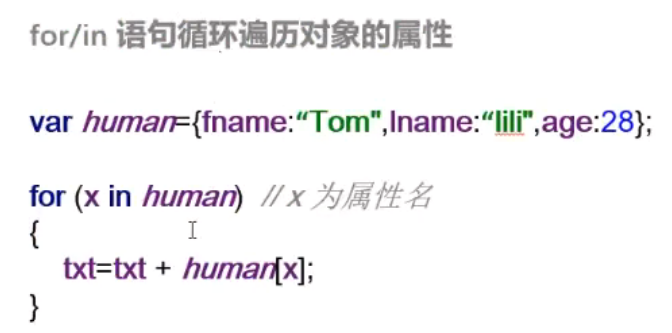 for/in 语句循环遍历对象的属性
var human={fname:“Tom",lname:“lili",age:28};
for (x in human) // x 为属性名
{
txt=txt + human[x];
}